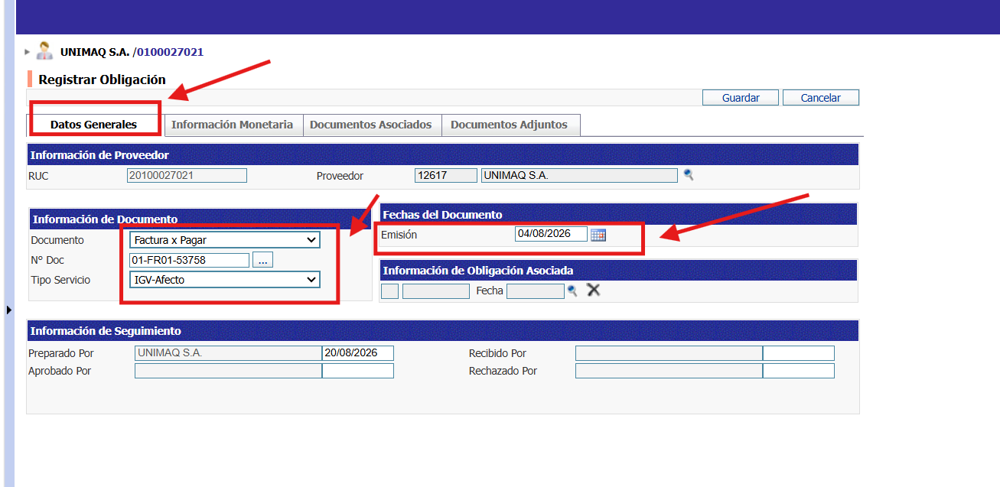 UNIMAQ S.A. /0100027021
Registrar Obligación
Guardar Cancelar
Datos Generales Información Monetaria Documentos Asociados Documentos Adjuntos
Información de Proveedor
RUC 20100027021 Proveedor 12617 UNIMAQ S.A.
Información de Documento
Documento Factura x Pagar
N° Doc 01-FR01-53758 ...
Tipo Servicio IGV-Afecto
Fechas del Documento
Emisión 04/08/2026
Información de Obligación Asociada
Fecha
Información de Seguimiento
Preparado Por UNIMAQ S.A. 20/08/2026 Recibido Por
Aprobado Por Rechazado Por